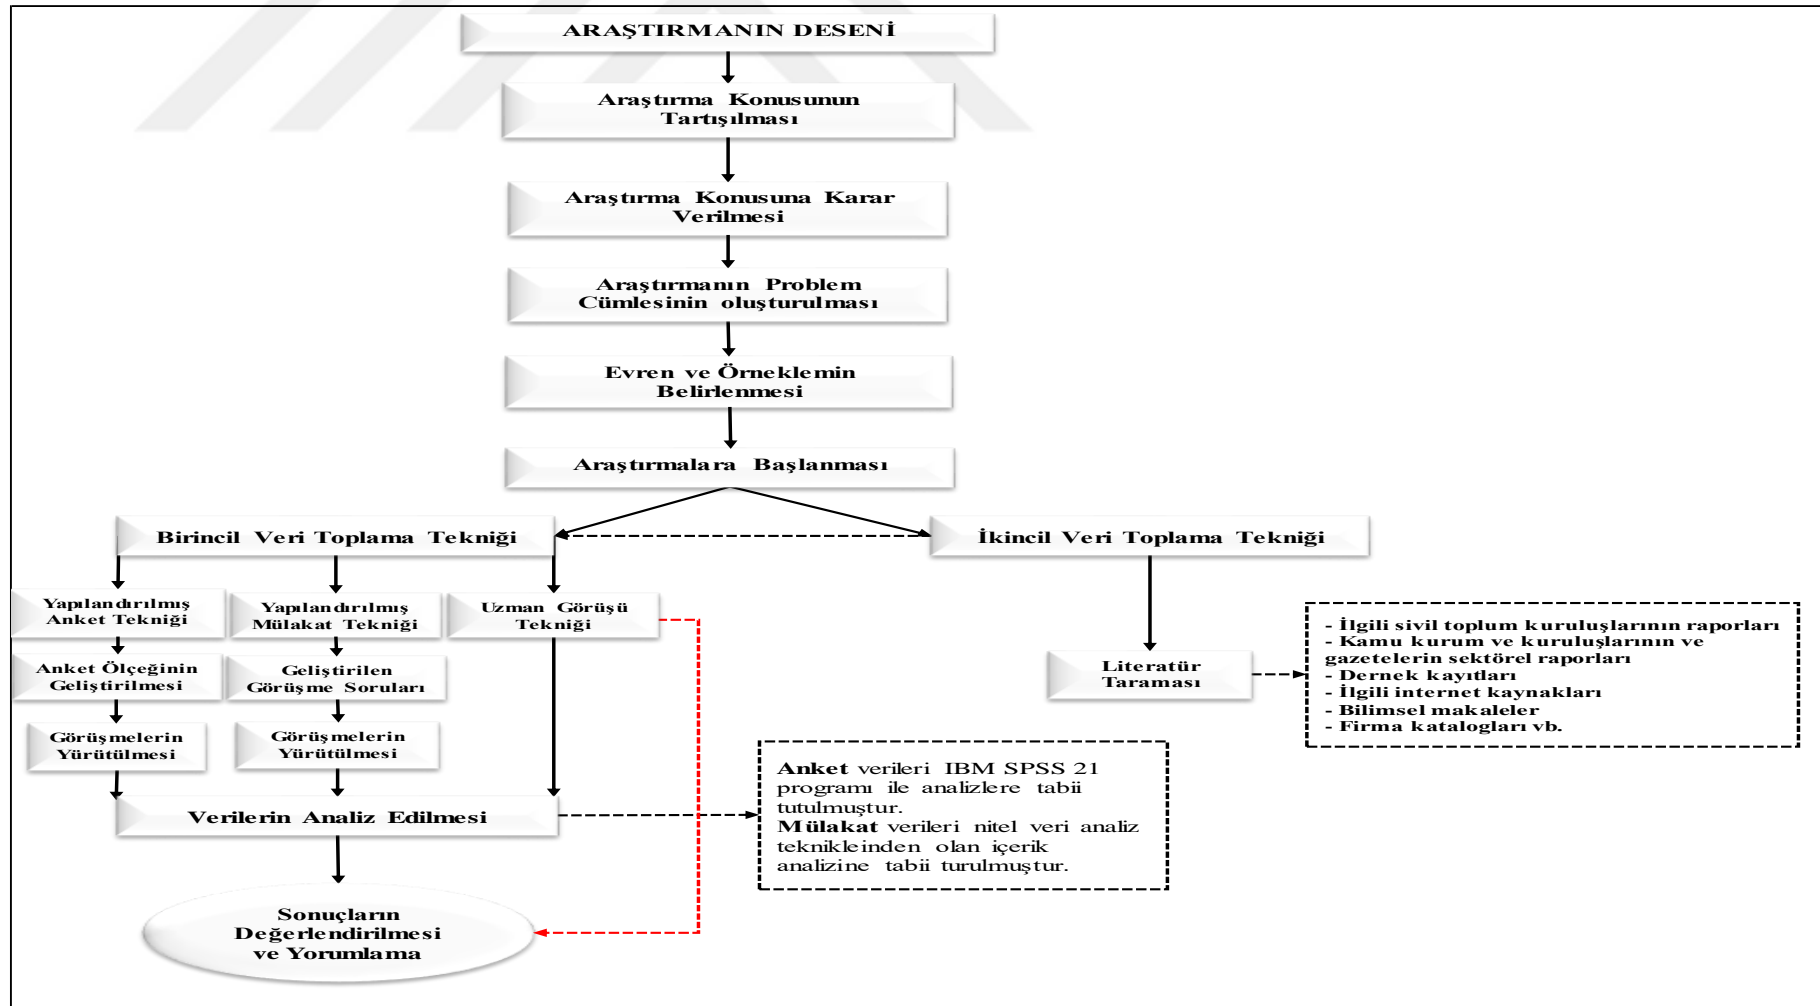 ARAŞTIRMANIN DESENİ
Araştırma Konusunun
Tartışılması
Araştırma Konusuna Karar
Verilmesi
Araştırmanın Problem
Cümlesinin oluşturulması
Evren ve Örneklemin
Belirlenmesi
Araştırmalara Başlanması
Birincil Veri Toplama Tekniği
İkincil Veri Toplama Tekniği
Yapılandırılmış
Anket Tekniği
Yapılandırılmış
Mülakat Tekniği
Uzman Görüşü
Tekniği
Anket Ölçeğinin
Geliştirilmesi
Geliştirilen
Görüşme Soruları
Literatür
Taraması
- İlgili sivil toplum kuruluşlarının raporları
- Kamu kurum ve kuruluşlarının ve
gazetelerin sektörel raporları
- Dernek kayıtları
- İlgili internet kaynakları
- Bilimsel makaleler
- Firma katalogları vb.
Görüşmelerin
Yürütülmesi
Görüşmelerin
Yürütülmesi
Verilerin Analiz Edilmesi
Anket verileri IBM SPSS 21
programı ile analizlere tabii
tutulmuştur.
Mülakat verileri nitel veri analiz
teknikleinden olan içerik
analizine tabii turulmuştur.
Sonuçların
Değerlendirilmesi
ve Yorumlama